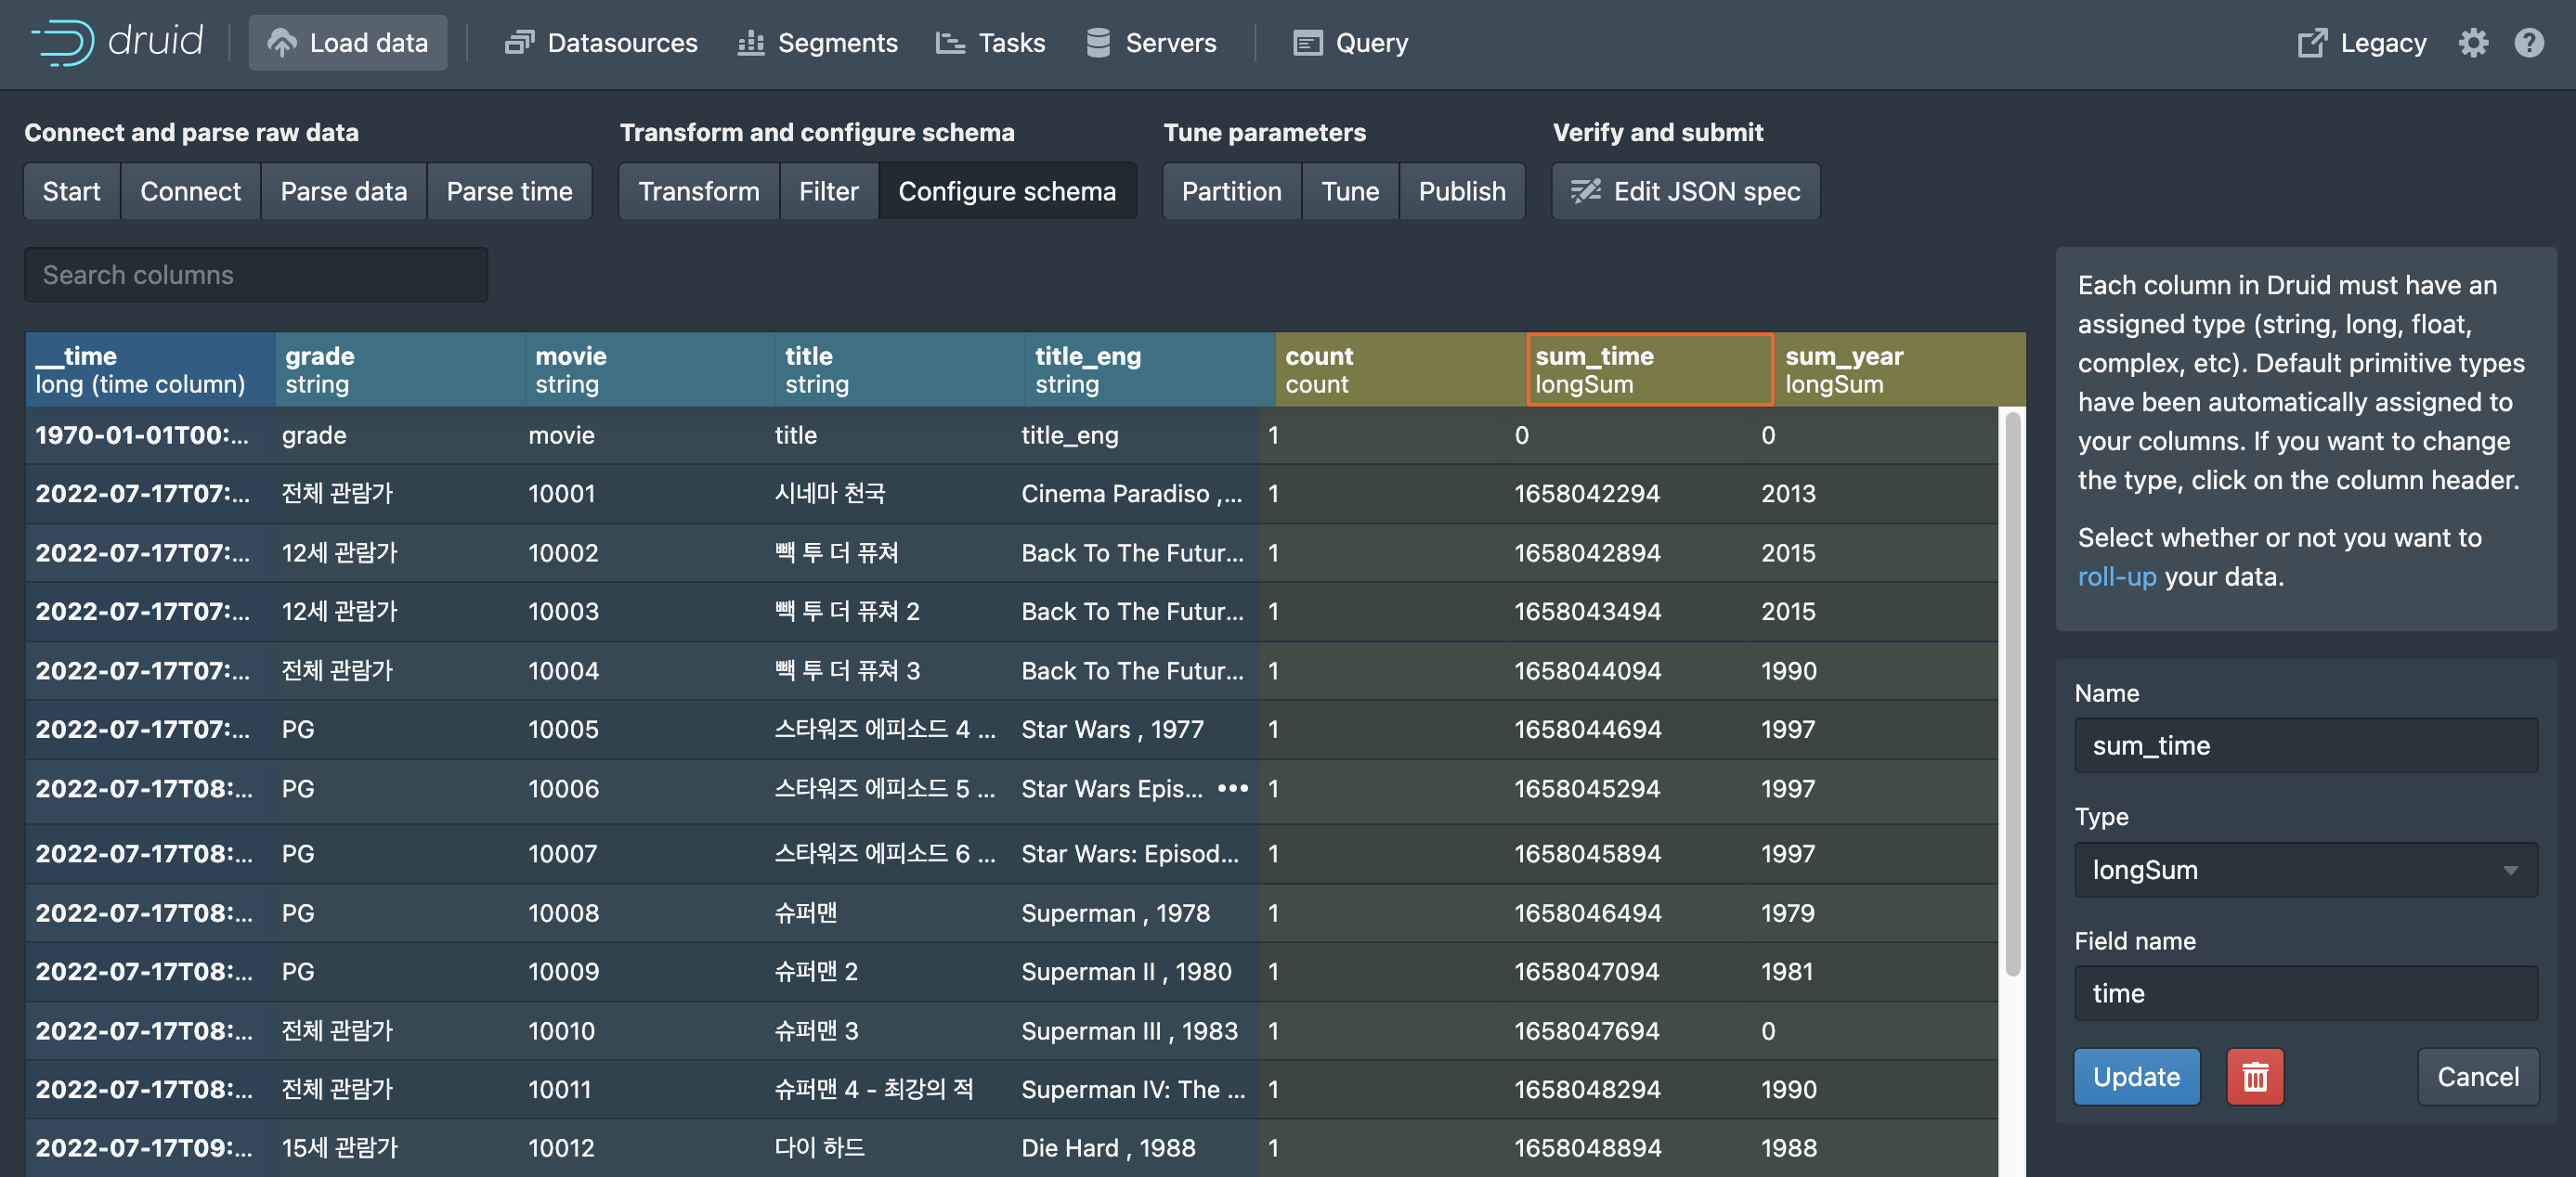 druid Load data Datasources Segments Tasks Servers Query Legacy
Connect and parse raw data Transform and configure schema Tune parameters Verify and submit
Start Connect Parse data Parse time Transform Filter Configure schema Partition Tune Publish Edit JSON spec
Search columns
__time grade movie title title_eng count sum_time sum_year
long (time column) string string string string count longSum longSum
1970-01-01T00:... grade movie title title_eng 1 0 0
2022-07-17T07:... 전체 관람가 10001 시네마 천국 Cinema Paradiso ,... 1 1658042294 2013
2022-07-17T07:... 12세 관람가 10002 빽 투 더 퓨쳐 Back To The Futur... 1 1658042894 2015
2022-07-17T07:... 12세 관람가 10003 빽 투 더 퓨쳐 2 Back To The Futur... 1 1658043494 2015
2022-07-17T07:... 전체 관람가 10004 빽 투 더 퓨쳐 3 Back To The Futur... 1 1658044094 1990
2022-07-17T07:... PG 10005 스타워즈 에피소드 4 ... Star Wars , 1977 1 1658044694 1997
2022-07-17T08:... PG 10006 스타워즈 에피소드 5 ... Star Wars Epis... ••• 1 1658045294 1997
2022-07-17T08:... PG 10007 스타워즈 에피소드 6 ... Star Wars: Episod... 1 1658045894 1997
2022-07-17T08:... PG 10008 슈퍼맨 Superman , 1978 1 1658046494 1979
2022-07-17T08:... PG 10009 슈퍼맨 2 Superman II , 1980 1 1658047094 1981
2022-07-17T08:... 전체 관람가 10010 슈퍼맨 3 Superman III , 1983 1 1658047694 0
2022-07-17T08:... 전체 관람가 10011 슈퍼맨 4 - 최강의 적 Superman IV: The ... 1 1658048294 1990
2022-07-17T09:... 15세 관람가 10012 다이 하드 Die Hard , 1988 1 1658048894 1988
Each column in Druid must have an
assigned type (string, long, float,
complex, etc). Default primitive types
have been automatically assigned to
your columns. If you want to change
the type, click on the column header.
Select whether or not you want to
roll-up your data.
Name
sum_time
Type
longSum
Field name
time
Update Cancel